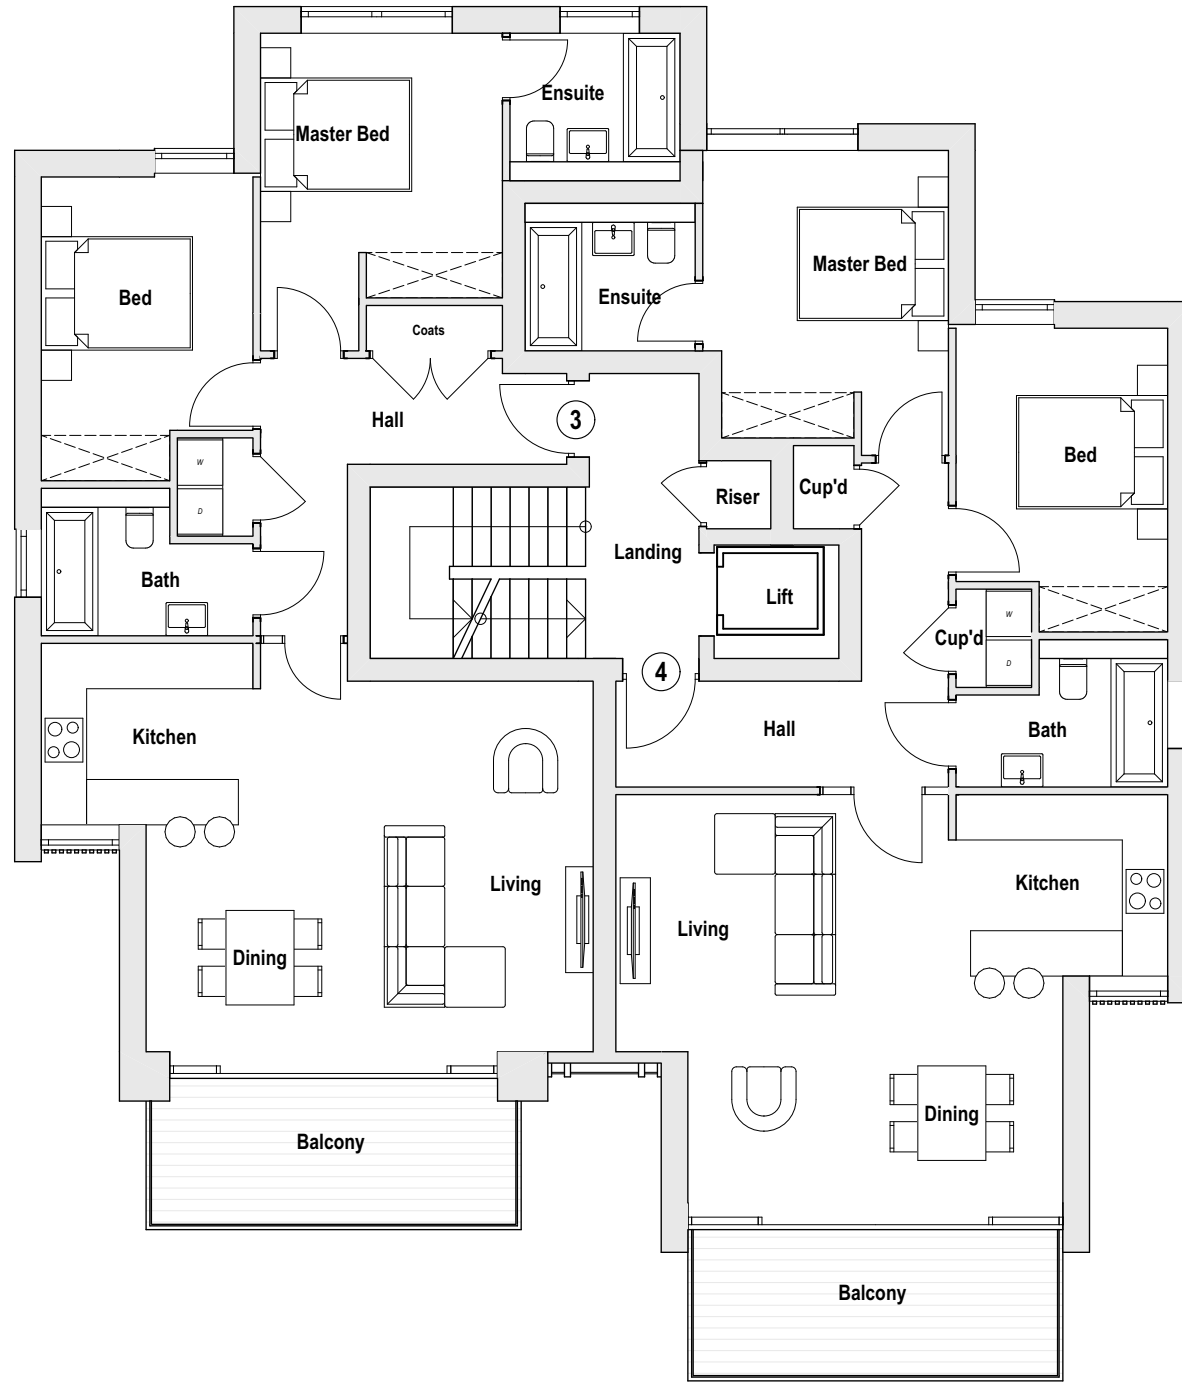 Ensuite
Master Bed
Master Bed
Bed
Ensuite
Coats
Hall
3
Bed
W
D
Riser
Cup'd
Landing
Bath
Lift
W
Cup'd
D
4
Kitchen
Hall
Bath
Living
Kitchen
Living
Dining
Dining
Balcony
Balcony